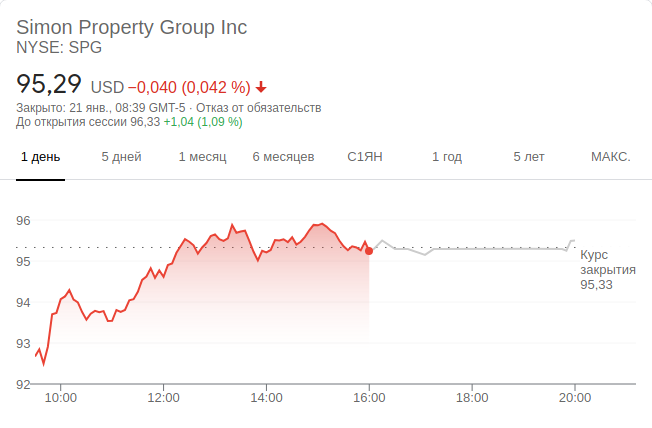 Simon Property Group Inc
NYSE: SPG
95,29 USD −0,040 (0,042 %)
Закрыто: 21 янв., 08:39 GMT-5 · Отказ от обязательств
До открытия сессии 96,33 +1,04 (1,09 %)
1 день 5 дней 1 месяц 6 месяцев С1ЯН 1 год 5 лет МАКС.
96
95
94
93
92
Курс
закрытия
95,33
10:00 12:00 14:00 16:00 18:00 20:00